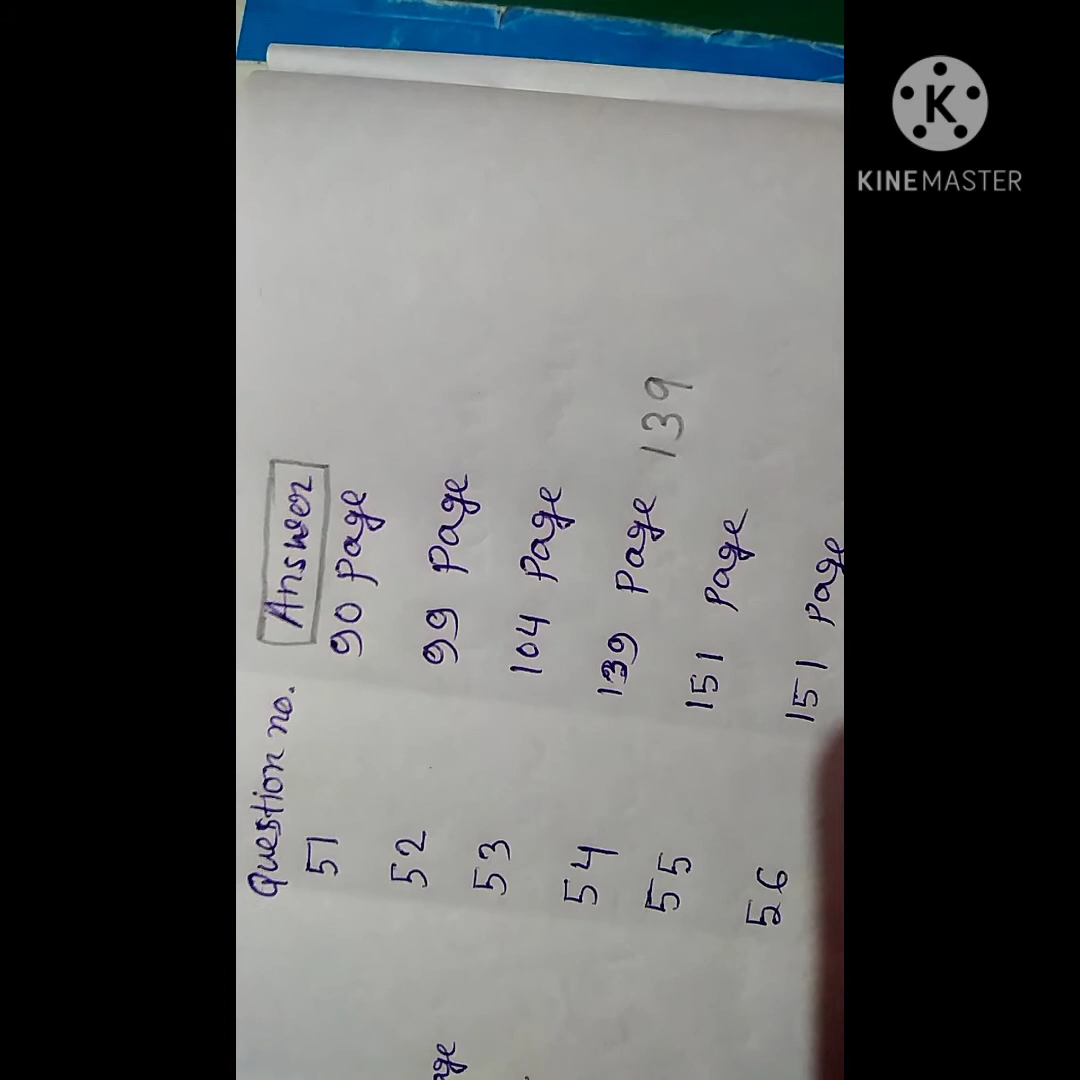 Question no. Answer
51 90 Page
52 99 Page
53 104 Page
54 139 Page 139
55 151 Page
56 151 Page
age
K
KINEMASTER